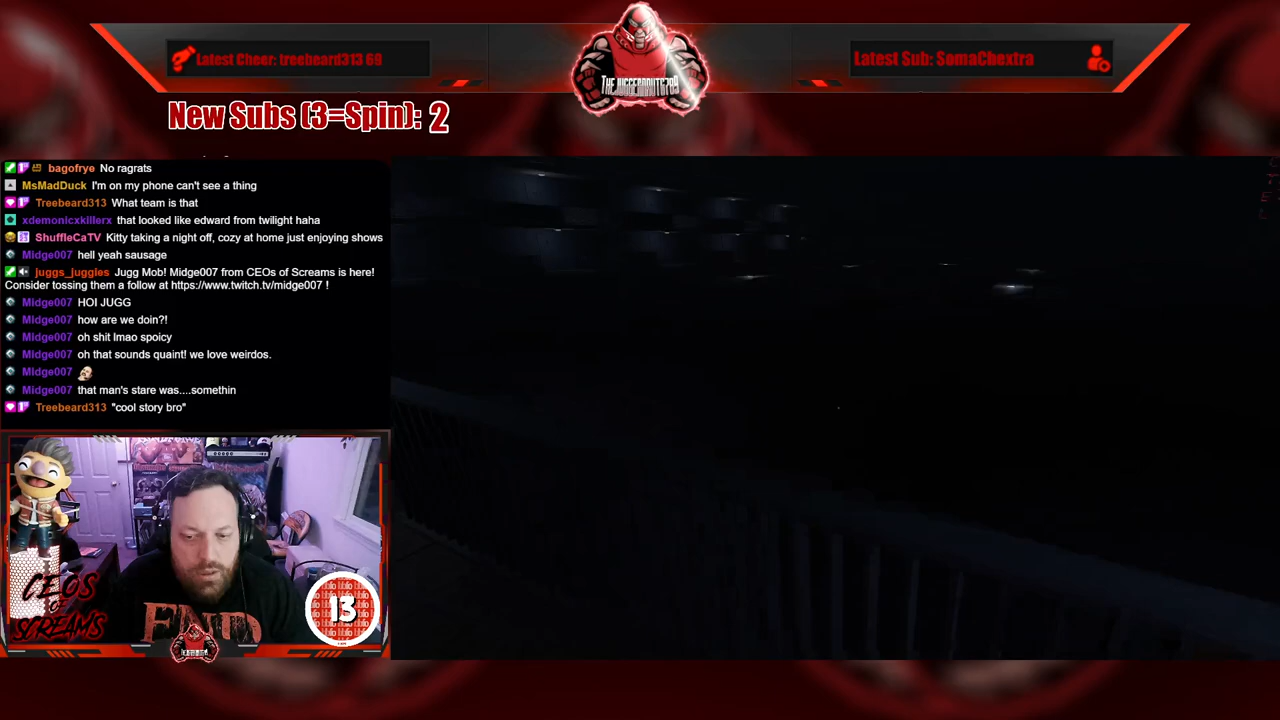 Latest Cheer: treebeard313 69
THEJUGGERNAUT6789
Latest Sub: SomaChextra
New Subs (3=Spin): 2
bagofrye No ragrats
MsMadDuck I'm on my phone can't see a thing
Treebeard313 What team is that
xdemonicxkillerx that looked like edward from twilight haha
ShuffleCaTV Kitty taking a night off, cozy at home just enjoying shows
Midge007 hell yeah sausage
juggs_juggies Jugg Mob! Midge007 from CEOs of Screams is here!
Consider tossing them a follow at https://www.twitch.tv/midge007 !
Midge007 HOI JUGG
Midge007 how are we doin?!
Midge007 oh shit lmao spoicy
Midge007 oh that sounds quaint! we love weirdos.
Midge007
Midge007 that man's stare was....somethin
Treebeard313 "cool story bro"
CEOS
OF
SCREAMS
END
13